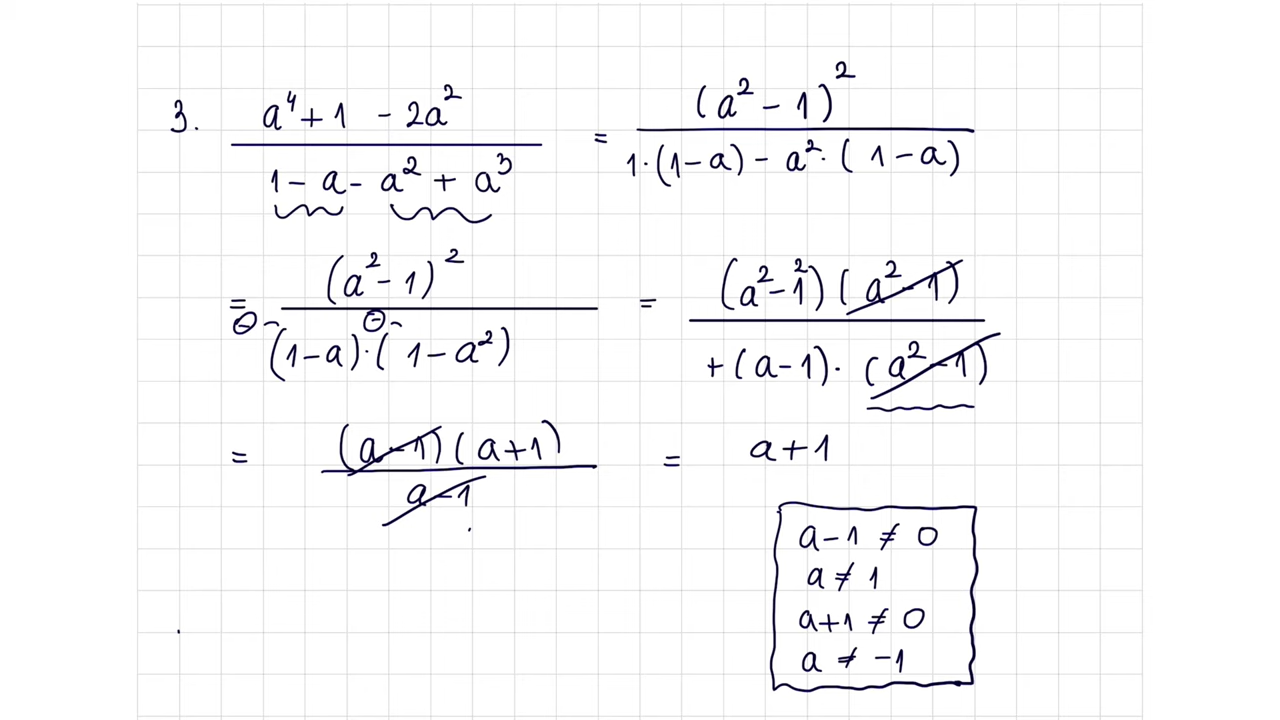 3. (a⁴ + 1 - 2a²) / (1 - a - a² + a³) = (a² - 1)² / (1·(1-a) - a²·(1-a))
= (a² - 1)² / ⊖(1-a)·⊖(1-a²) = (a² - 1²)(a² - 1) / +(a-1)·(a² - 1)
= (a-1)(a+1) / (a-1) = a+1
a-1 ≠ 0
a ≠ 1
a+1 ≠ 0
a ≠ -1